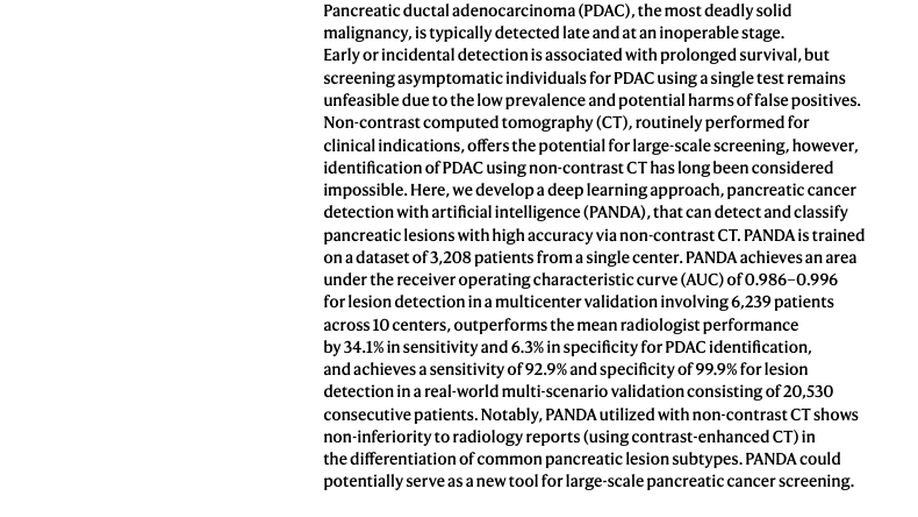 Pancreatic ductal adenocarcinoma (PDAC), the most deadly solid
malignancy, is typically detected late and at an inoperable stage.
Early or incidental detection is associated with prolonged survival, but
screening asymptomatic individuals for PDAC using a single test remains
unfeasible due to the low prevalence and potential harms of false positives.
Non-contrast computed tomography (CT), routinely performed for
clinical indications, offers the potential for large-scale screening, however,
identification of PDAC using non-contrast CT has long been considered
impossible. Here, we develop a deep learning approach, pancreatic cancer
detection with artificial intelligence (PANDA), that can detect and classify
pancreatic lesions with high accuracy via non-contrast CT. PANDA is trained
on a dataset of 3,208 patients from a single center. PANDA achieves an area
under the receiver operating characteristic curve (AUC) of 0.986–0.996
for lesion detection in a multicenter validation involving 6,239 patients
across 10 centers, outperforms the mean radiologist performance
by 34.1% in sensitivity and 6.3% in specificity for PDAC identification,
and achieves a sensitivity of 92.9% and specificity of 99.9% for lesion
detection in a real-world multi-scenario validation consisting of 20,530
consecutive patients. Notably, PANDA utilized with non-contrast CT shows
non-inferiority to radiology reports (using contrast-enhanced CT) in
the differentiation of common pancreatic lesion subtypes. PANDA could
potentially serve as a new tool for large-scale pancreatic cancer screening.